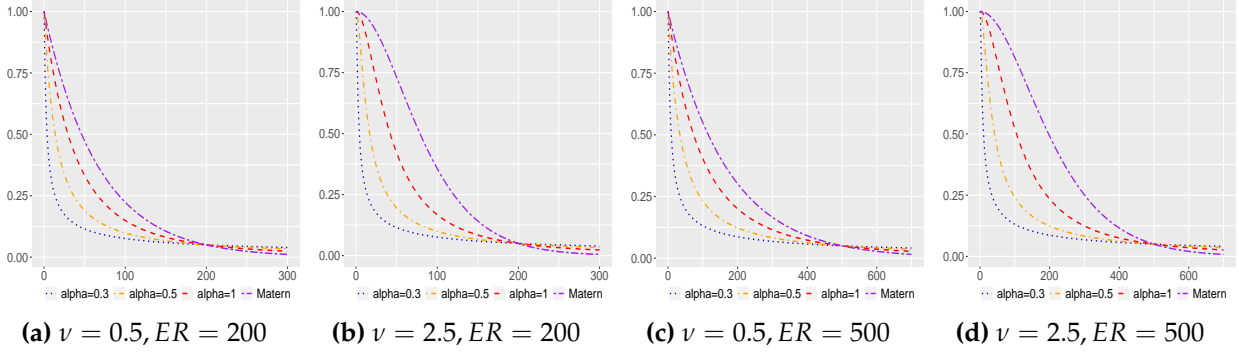 1.00
0.75
0.50
0.25
0.00
0 100 200 300
alpha=0.3 alpha=0.5 alpha=1 Matern
(a) ν = 0.5, ER = 200
1.00
0.75
0.50
0.25
0.00
0 100 200 300
alpha=0.3 alpha=0.5 alpha=1 Matern
(b) ν = 2.5, ER = 200
1.00
0.75
0.50
0.25
0.00
0 200 400 600
alpha=0.3 alpha=0.5 alpha=1 Matern
(c) ν = 0.5, ER = 500
1.00
0.75
0.50
0.25
0.00
0 200 400 600
alpha=0.3 alpha=0.5 alpha=1 Matern
(d) ν = 2.5, ER = 500